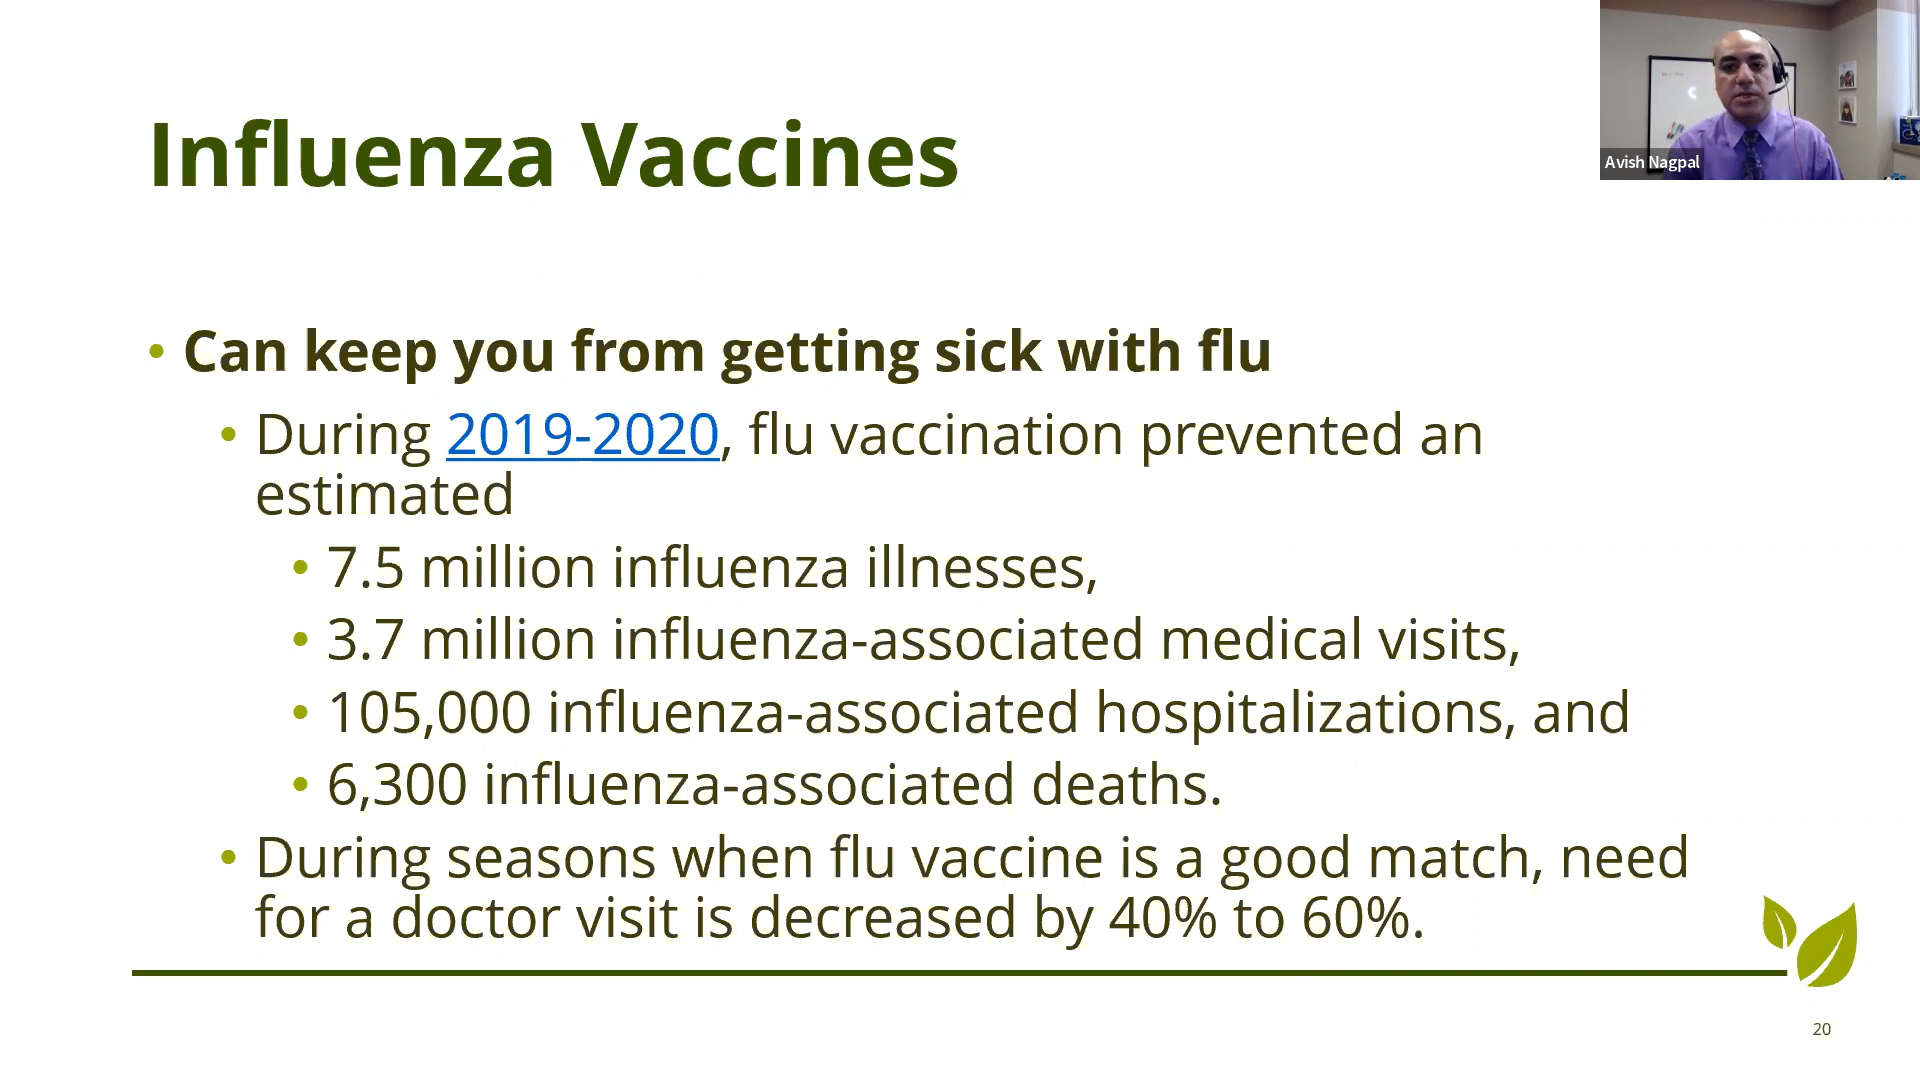 Influenza Vaccines
Avish Nagpal
• Can keep you from getting sick with flu
• During 2019-2020, flu vaccination prevented an
estimated
• 7.5 million influenza illnesses,
• 3.7 million influenza-associated medical visits,
• 105,000 influenza-associated hospitalizations, and
• 6,300 influenza-associated deaths.
• During seasons when flu vaccine is a good match, need
for a doctor visit is decreased by 40% to 60%.
20